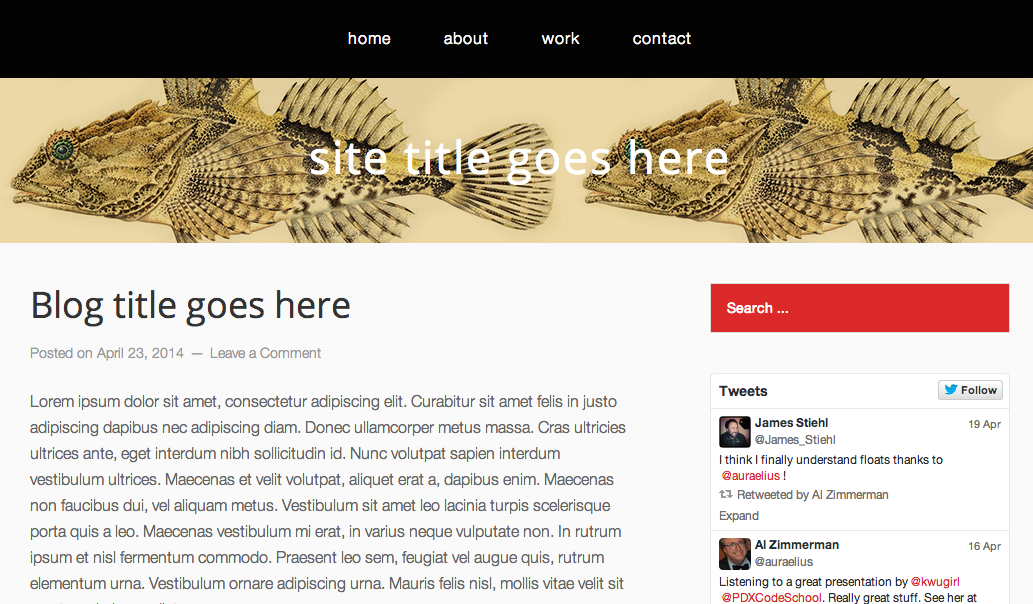 home about work contact
site title goes here
Blog title goes here
Posted on April 23, 2014 — Leave a Comment
Lorem ipsum dolor sit amet, consectetur adipiscing elit. Curabitur sit amet felis in justo
adipiscing dapibus nec adipiscing diam. Donec ullamcorper metus massa. Cras ultricies
ultrices ante, eget interdum nibh sollicitudin id. Nunc volutpat sapien interdum
vestibulum ultrices. Maecenas et velit volutpat, aliquet erat a, dapibus enim. Maecenas
non faucibus dui, vel aliquam metus. Vestibulum sit amet leo lacinia turpis scelerisque
porta quis a leo. Maecenas vestibulum mi erat, in varius neque vulputate non. In rutrum
ipsum et nisl fermentum commodo. Praesent leo sem, feugiat vel augue quis, rutrum
elementum urna. Vestibulum ornare adipiscing urna. Mauris felis nisl, mollis vitae velit sit
Search ...
Tweets Follow
James Stiehl 19 Apr
@James_Stiehl
I think I finally understand floats thanks to
@auraelius !
Retweeted by Al Zimmerman
Expand
Al Zimmerman 16 Apr
@auraelius
Listening to a great presentation by @kwugirl
@PDXCodeSchool. Really great stuff. See her at